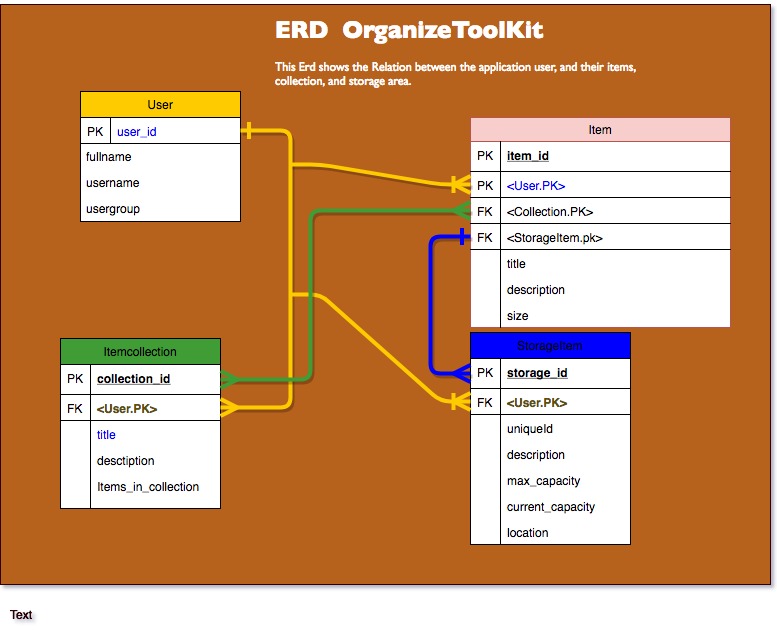 ERD OrganizeToolKit
This Erd shows the Relation between the application user, and their items,
collection, and storage area.
User
PK user_id
fullname
username
usergroup
Item
PK item_id
PK <User.PK>
FK <Collection.PK>
FK <StorageItem.pk>
title
description
size
Itemcollection
PK collection_id
FK <User.PK>
title
desctiption
Items_in_collection
StorageItem
PK storage_id
FK <User.PK>
uniqueId
description
max_capacity
current_capacity
location
Text